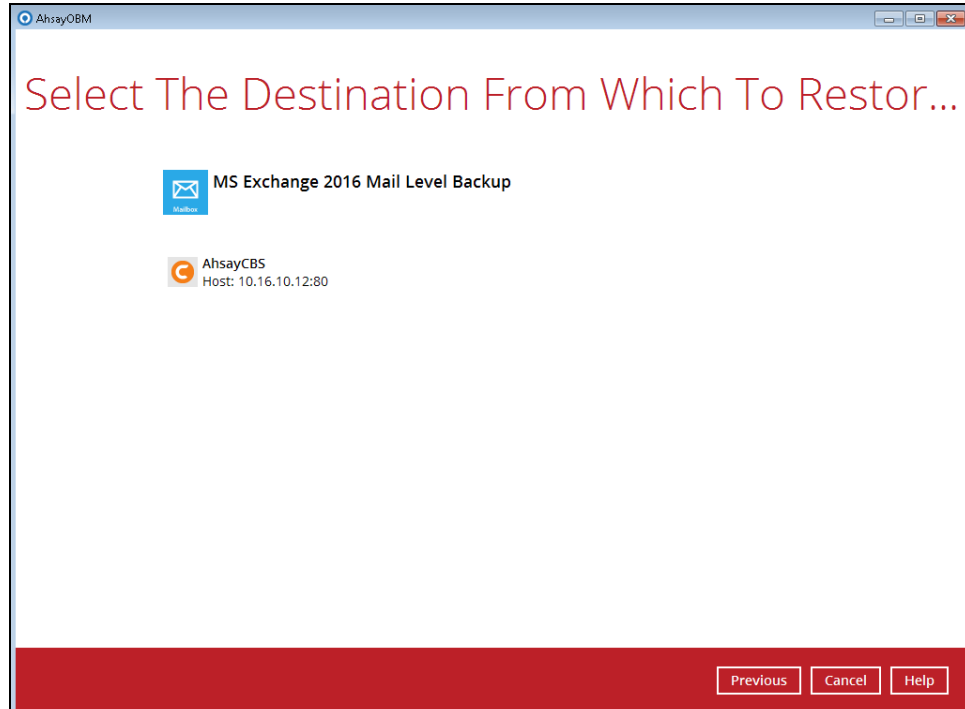 AhsayOBM
Select The Destination From Which To Restor...
MS Exchange 2016 Mail Level Backup
Mailbox
AhsayCBS
Host: 10.16.10.12:80
Previous
Cancel
Help